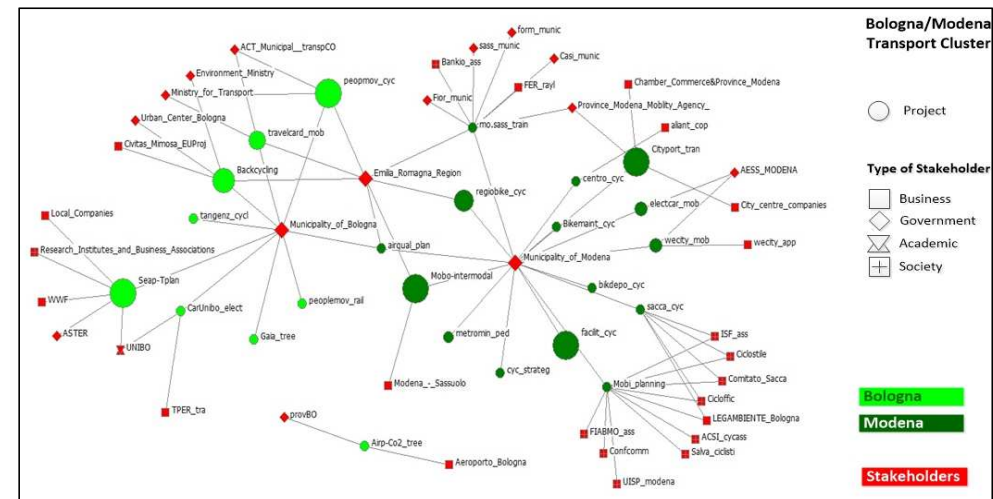 Bologna/Modena
Transport Cluster
Project
Type of Stakeholder
Business
Government
Academic
Society
Bologna
Modena
Stakeholders
form_munic
ACT_Municipal__transpCO
sass_munic
Casi_munic
Bankio_ass
Environment_Ministry
peopmov_cyc
FER_rayl
Chamber_Commerce&Province_Modena
Ministry_for_Transport
Fior_munic
Province_Modena_Moblity_Agency_
Urban_Center_Bologna
mo.sass_train
aliant_cop
travelcard_mob
Civitas_Mimosa_EUProj
Cityport_tran
Backcycling
Emilia_Romagna_Region
centro_cyc
AESS_MODENA
regiobike_cyc
electcar_mob
City_centre_companies
Local_Companies
tangenz_cycl
Municipality_of_Bologna
Bikemant_cyc
Research_Institutes_and_Business_Associations
airqual_plan
wecity_mob
wecity_app
Municipality_of_Modena
Seap-Tplan
Mobo-intermodal
bikdepo_cyc
WWF
CarUnibo_elect
peoplemov_rail
sacca_cyc
ASTER
UNIBO
Gaia_tree
metromin_ped
facilit_cyc
ISF_ass
Ciclostile
cyc_strateg
Modena_-_Sassuolo
Mobi_planning
Comitato_Sacca
Cicloffic
TPER_tra
provBO
LEGAMBIENTE_Bologna
FIABMO_ass
ACSI_cycass
Airp-Co2_tree
Confcomm
Salva_ciclisti
Aeroporto_Bologna
UISP_modena